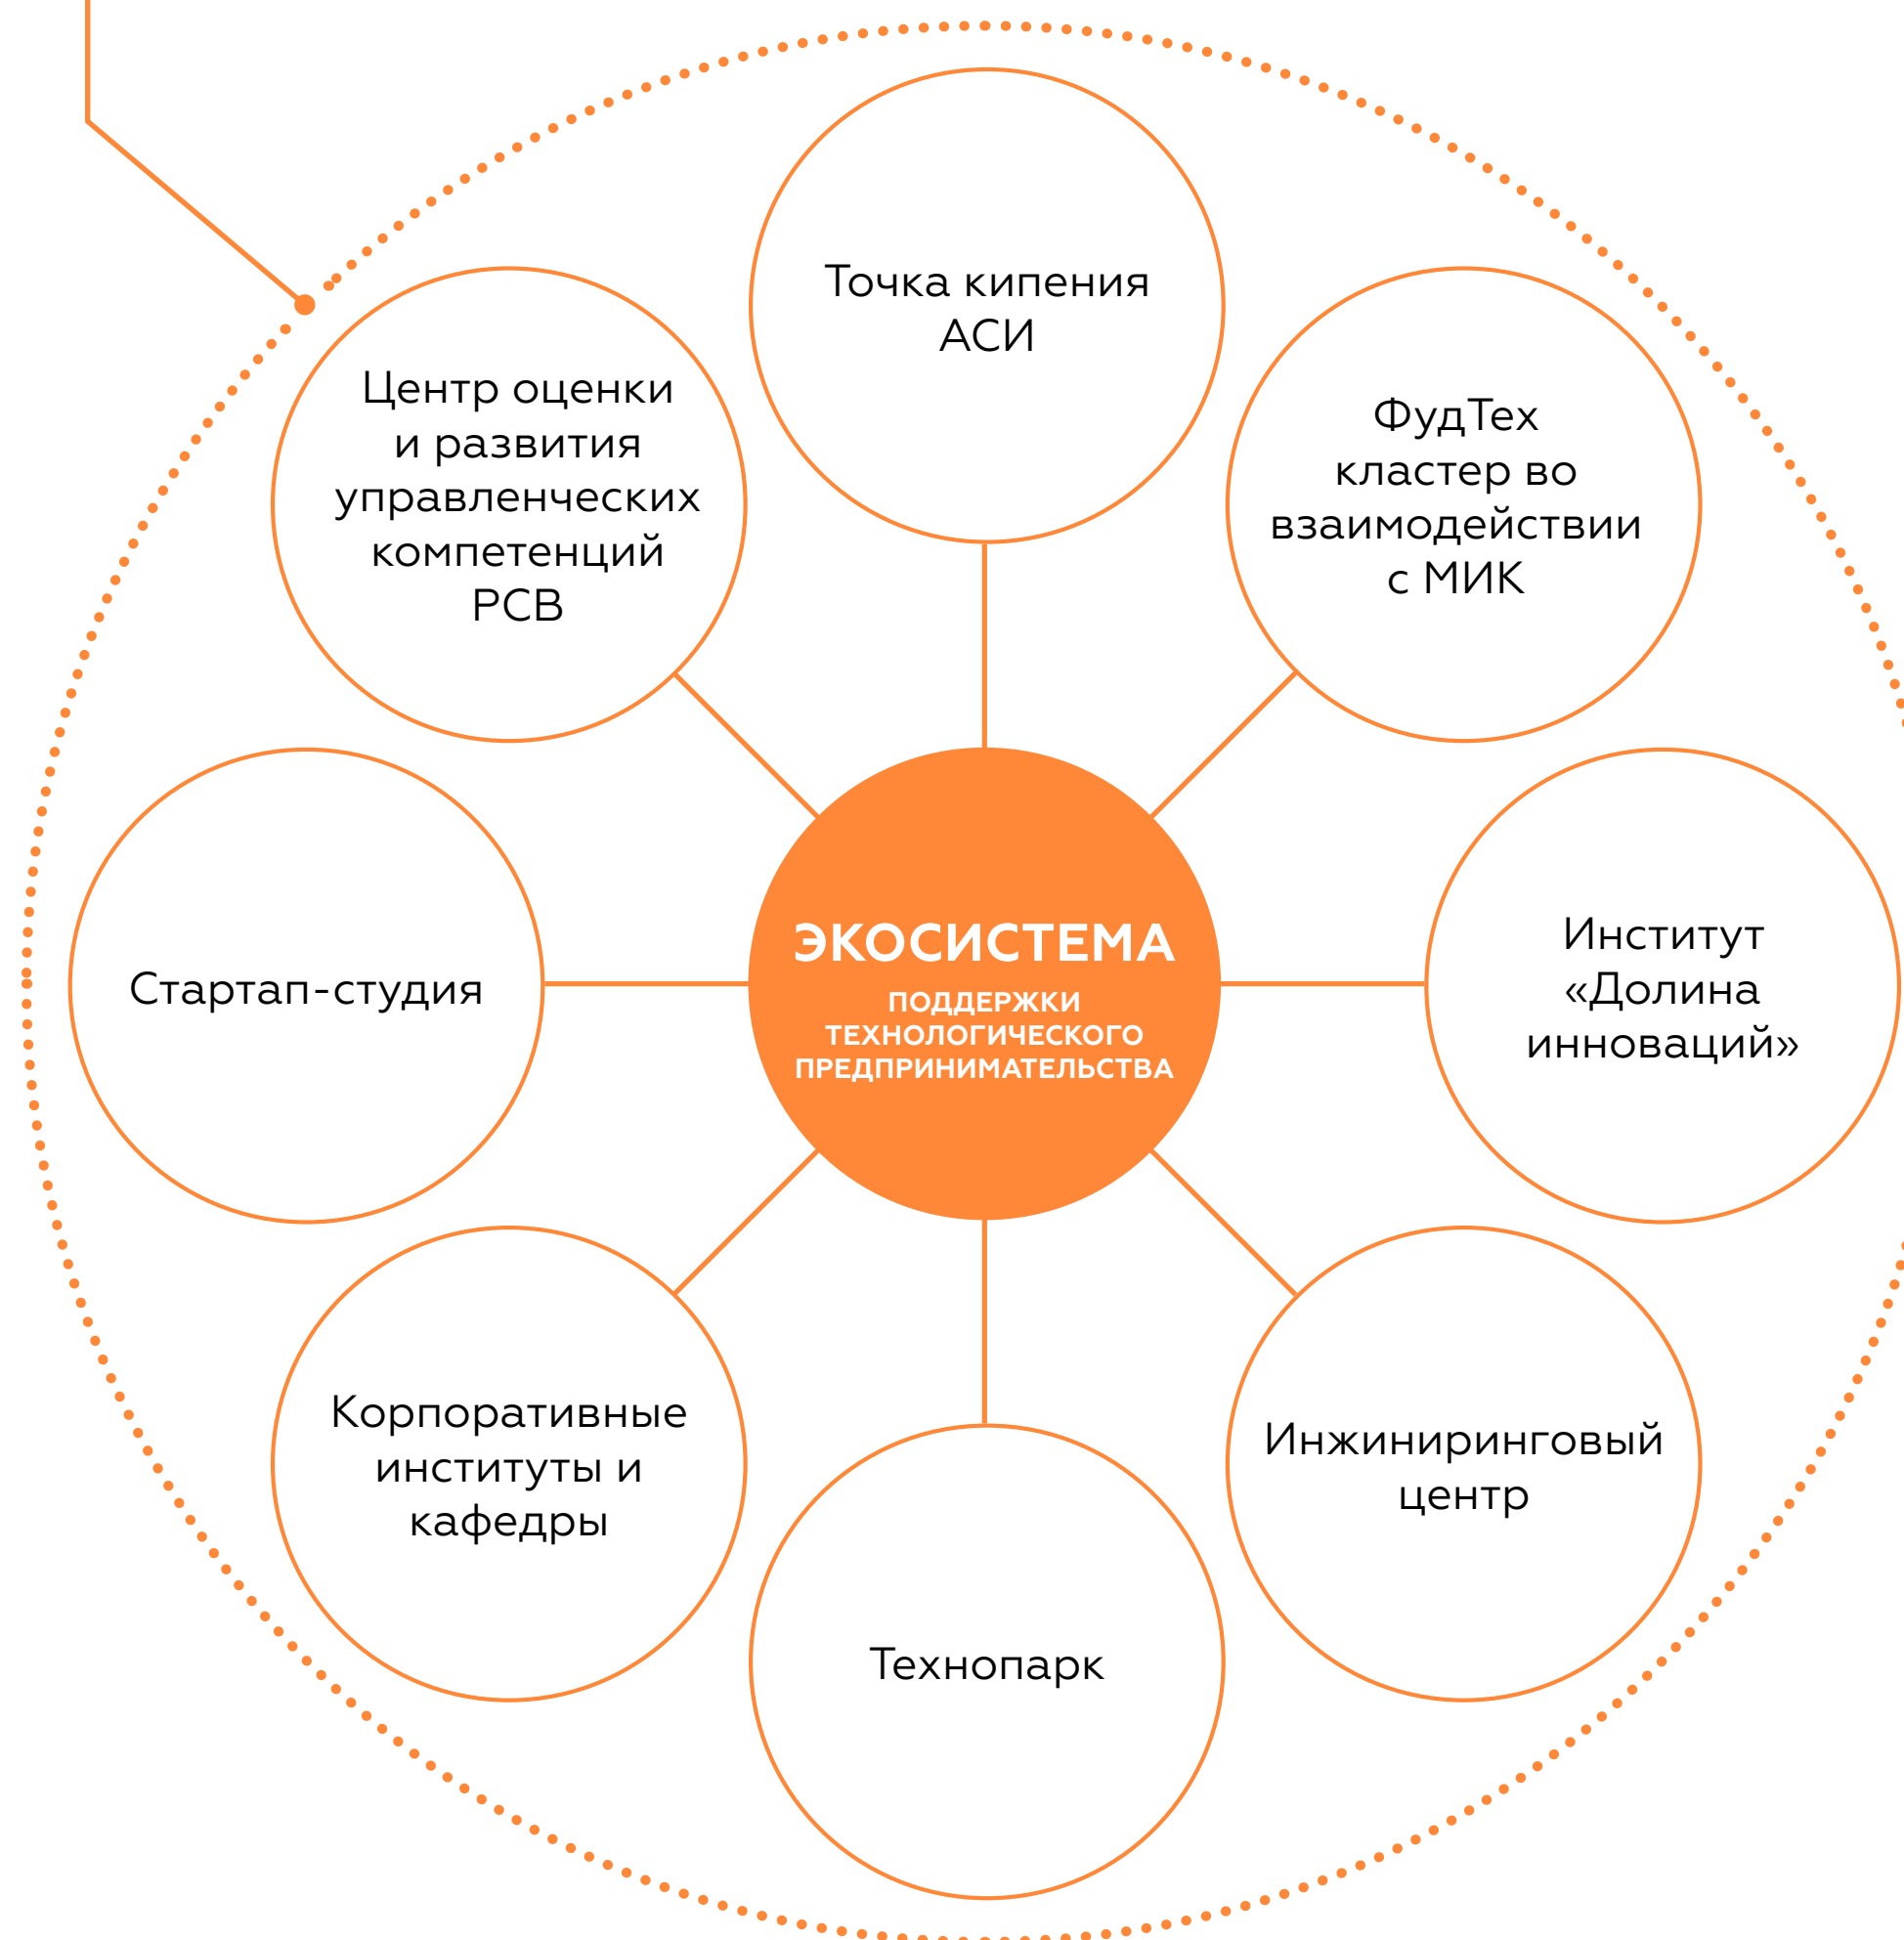 Точка кипения
АСИ
Центр оценки
и развития
управленческих
компетенций
РСВ
ФудТех
кластер во
взаимодействии
с МИК
Стартап-студия
ЭКОСИСТЕМА
ПОДДЕРЖКИ
ТЕХНОЛОГИЧЕСКОГО
ПРЕДПРИНИМАТЕЛЬСТВА
Институт
«Долина
инноваций»
Корпоративные
институты и
кафедры
Инжиниринговый
центр
Технопарк